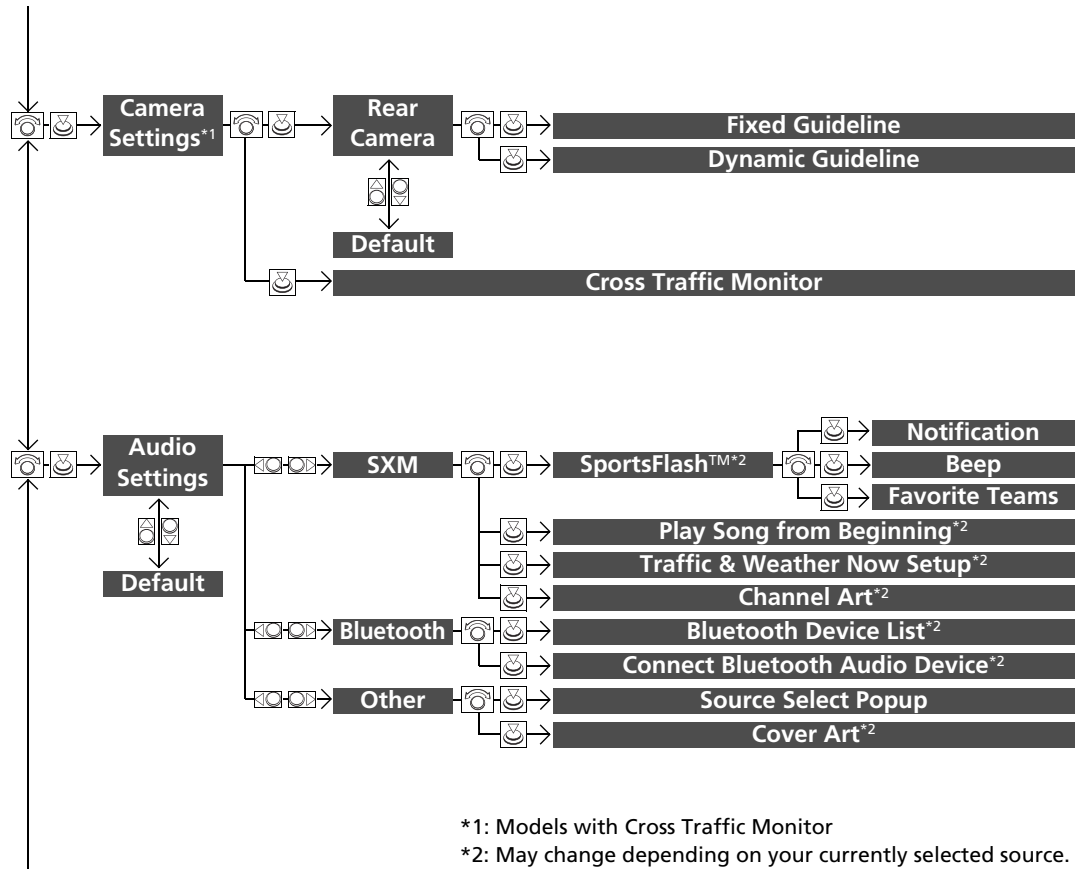 Camera
Settings*1
Rear
Camera
Fixed Guideline
Dynamic Guideline
Default
Cross Traffic Monitor
Audio
Settings
Default
SXM
SportsFlash™*2
Notification
Beep
Favorite Teams
Play Song from Beginning*2
Traffic & Weather Now Setup*2
Channel Art*2
Bluetooth
Bluetooth Device List*2
Connect Bluetooth Audio Device*2
Other
Source Select Popup
Cover Art*2
*1: Models with Cross Traffic Monitor
*2: May change depending on your currently selected source.